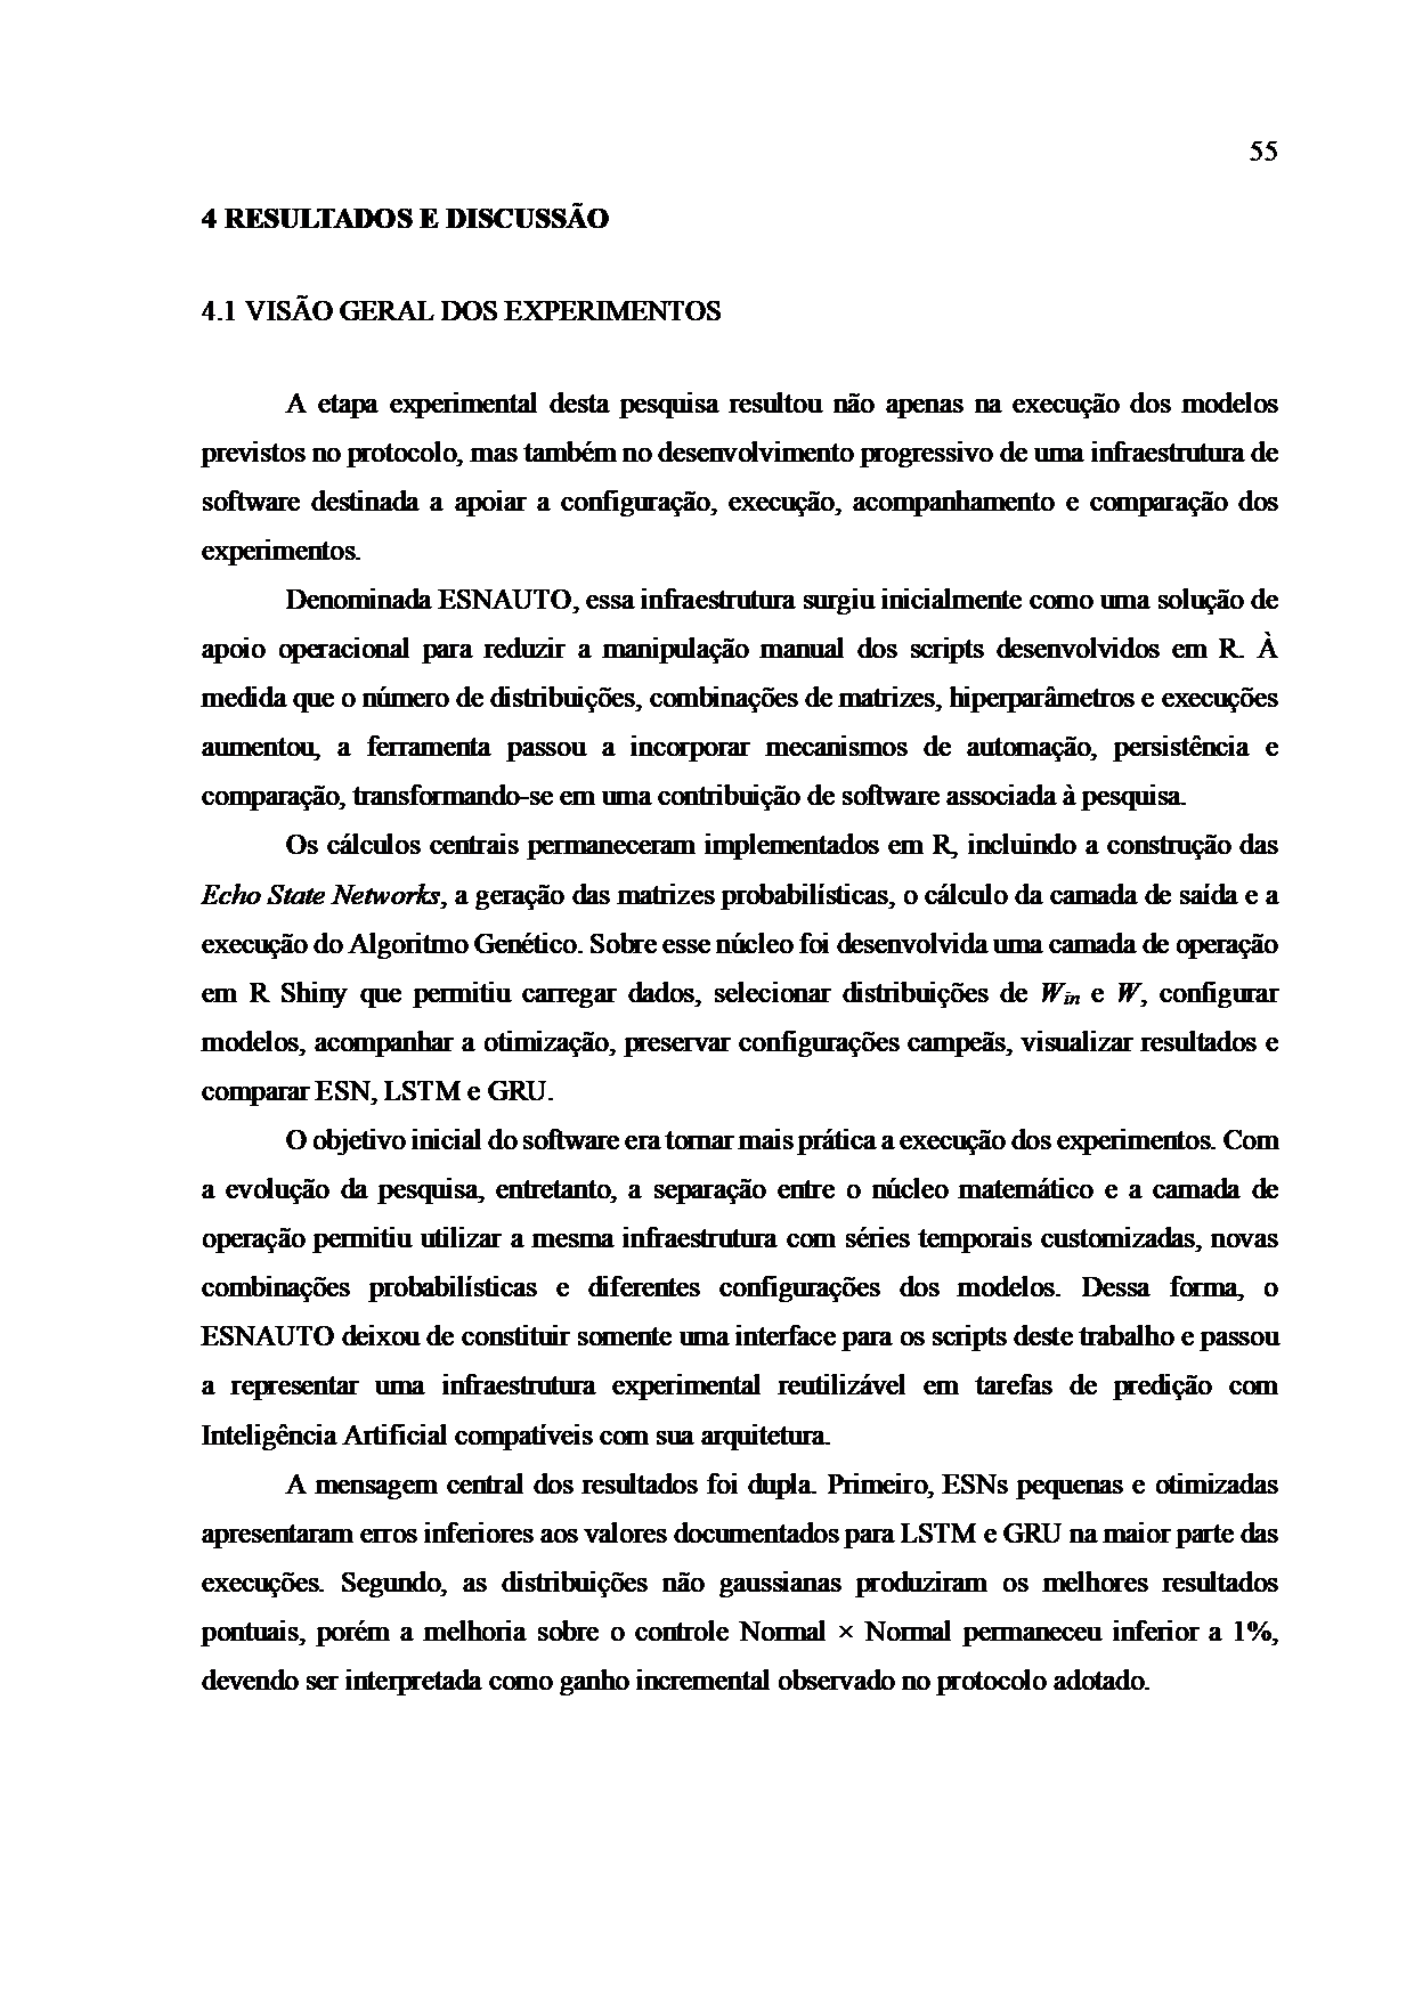 55
4 RESULTADOS E DISCUSSÃO
4.1 VISÃO GERAL DOS EXPERIMENTOS
A etapa experimental desta pesquisa resultou não apenas na execução dos modelos
previstos no protocolo, mas também no desenvolvimento progressivo de uma infraestrutura de
software destinada a apoiar a configuração, execução, acompanhamento e comparação dos
experimentos.
Denominada ESNAUTO, essa infraestrutura surgiu inicialmente como uma solução de
apoio operacional para reduzir a manipulação manual dos scripts desenvolvidos em R. À
medida que o número de distribuições, combinações de matrizes, hiperparâmetros e execuções
aumentou, a ferramenta passou a incorporar mecanismos de automação, persistência e
comparação, transformando-se em uma contribuição de software associada à pesquisa.
Os cálculos centrais permaneceram implementados em R, incluindo a construção das
Echo State Networks, a geração das matrizes probabilísticas, o cálculo da camada de saída e a
execução do Algoritmo Genético. Sobre esse núcleo foi desenvolvida uma camada de operação
em R Shiny que permitiu carregar dados, selecionar distribuições de Win e W, configurar
modelos, acompanhar a otimização, preservar configurações campeãs, visualizar resultados e
comparar ESN, LSTM e GRU.
O objetivo inicial do software era tornar mais prática a execução dos experimentos. Com
a evolução da pesquisa, entretanto, a separação entre o núcleo matemático e a camada de
operação permitiu utilizar a mesma infraestrutura com séries temporais customizadas, novas
combinações probabilísticas e diferentes configurações dos modelos. Dessa forma, o
ESNAUTO deixou de constituir somente uma interface para os scripts deste trabalho e passou
a representar uma infraestrutura experimental reutilizável em tarefas de predição com
Inteligência Artificial compatíveis com sua arquitetura.
A mensagem central dos resultados foi dupla. Primeiro, ESNs pequenas e otimizadas
apresentaram erros inferiores aos valores documentados para LSTM e GRU na maior parte das
execuções. Segundo, as distribuições não gaussianas produziram os melhores resultados
pontuais, porém a melhoria sobre o controle Normal × Normal permaneceu inferior a 1%,
devendo ser interpretada como ganho incremental observado no protocolo adotado.